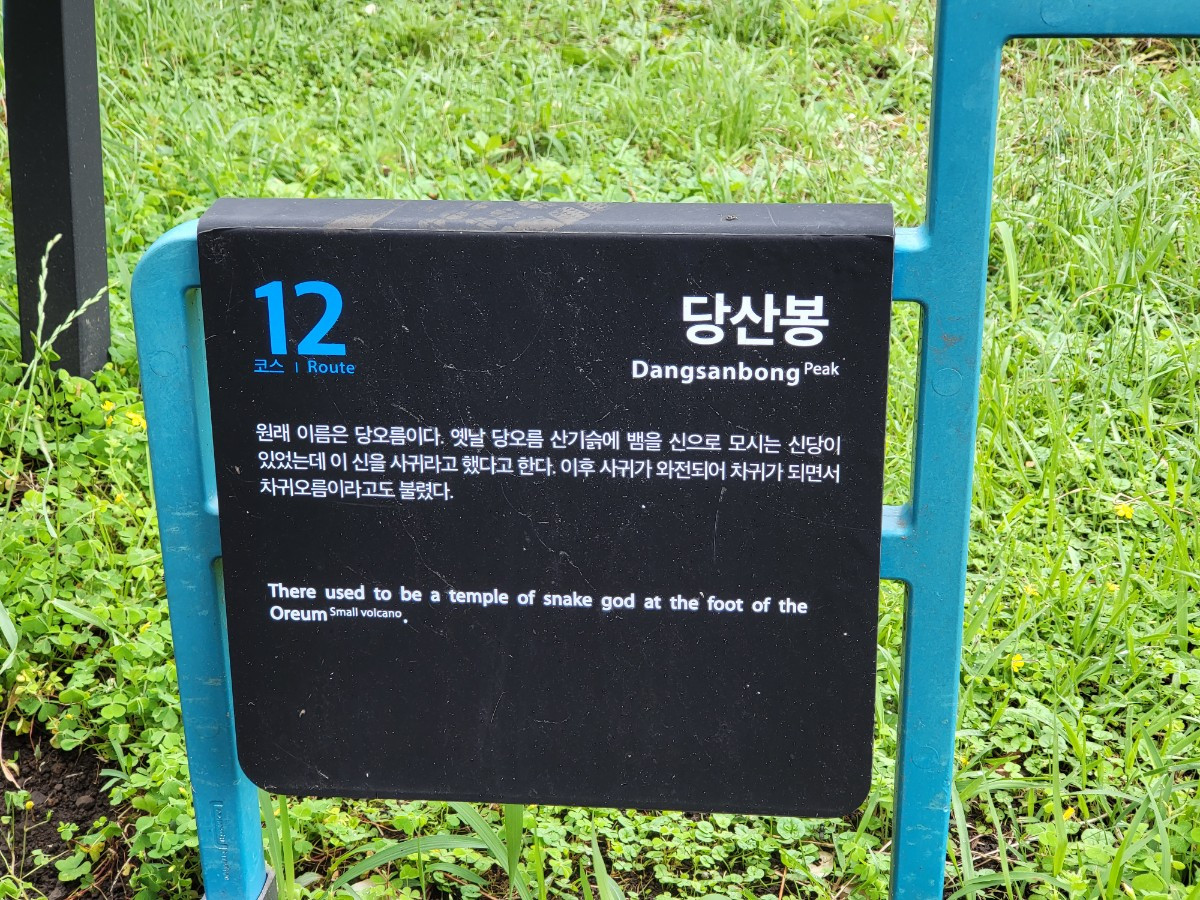 12
코스 | Route
당산봉
Dangsanbong Peak
원래 이름은 당오름이다. 옛날 당오름 산기슭에 뱀을 신으로 모시는 신당이
있었는데 이 신을 사귀라고 했다고 한다. 이후 사귀가 와전되어 차귀가 되면서
차귀오름이라고도 불렸다.
There used to be a temple of snake god at the foot of the
Oreum Small volcano.